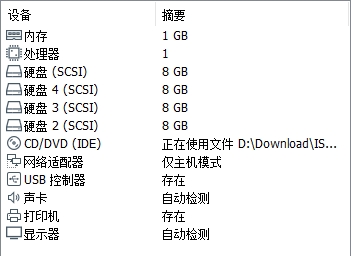 设备 摘要
内存 1 GB
处理器 1
硬盘 (SCSI) 8 GB
硬盘 4 (SCSI) 8 GB
硬盘 3 (SCSI) 8 GB
硬盘 2 (SCSI) 8 GB
CD/DVD (IDE) 正在使用文件 D:\Download\IS...
网络适配器 仅主机模式
USB 控制器 存在
声卡 自动检测
打印机 存在
显示器 自动检测